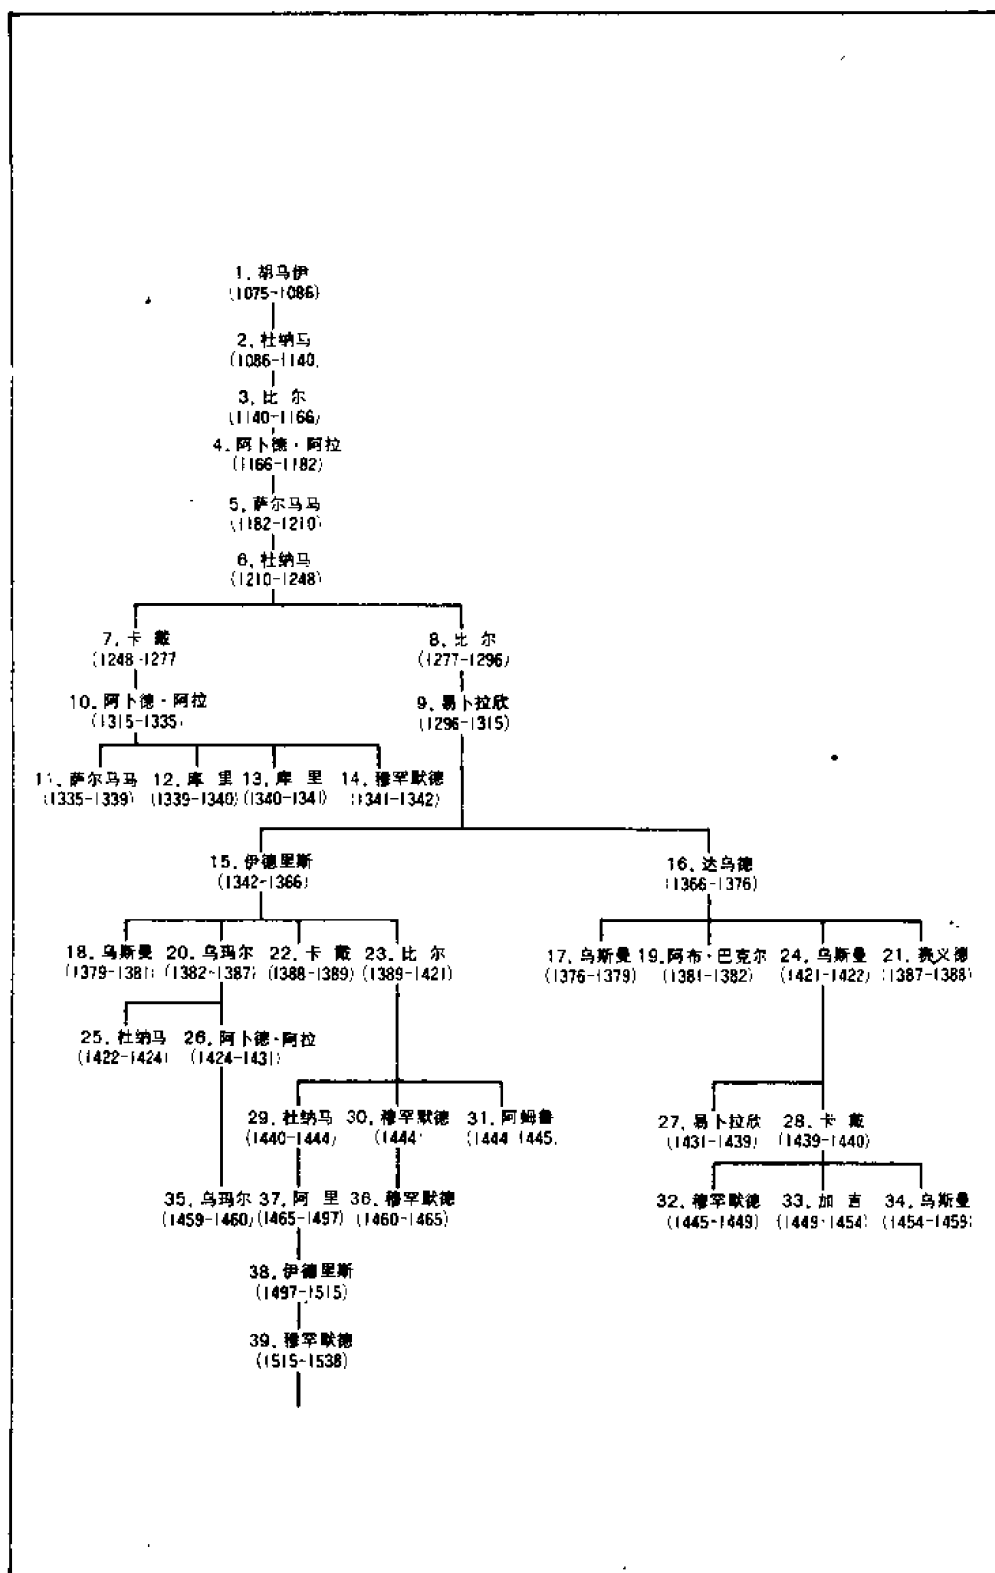 1. 胡马伊
(1075-1086)
2. 杜纳马
(1086-1140)
3. 比 尔
(1140-1166)
4. 阿卜德·阿拉
(1166-1182)
5. 萨尔马马
(1182-1210)
6. 杜纳马
(1210-1248)
7. 卡 戴
(1248-1277
8. 比 尔
(1277-1296)
10. 阿卜德·阿拉
(1315-1335)
9. 易卜拉欣
(1296-1315)
11. 萨尔马马 12. 库 里 13. 库 里 14. 穆罕默德
(1335-1339) (1339-1340) (1340-1341) (1341-1342)
15. 伊德里斯
(1342-1366)
16. 达乌德
(1366-1376)
18. 乌斯曼 20. 乌玛尔 22. 卡 戴 23. 比尔
(1379-1381) (1382-1387) (1388-1389) (1389-1421)
17. 乌斯曼 19. 阿布·巴克尔 24. 乌斯曼 21. 赛义德
(1376-1379) (1381-1382) (1421-1422) (1387-1388)
25. 杜纳马 26. 阿卜德·阿拉
(1422-1424) (1424-1431)
29. 杜纳马 30. 穆罕默德 31. 阿姆鲁
(1440-1444) (1444) (1444-1445)
27. 易卜拉欣 28. 卡 戴
(1431-1439) (1439-1440)
35. 乌玛尔 37. 阿 里 36. 穆罕默德
(1459-1460) (1465-1497) (1460-1465)
32. 穆罕默德 33. 加 吉 34. 乌斯曼
(1445-1449) (1449-1454) (1454-1459)
38. 伊德里斯
(1497-1515)
39. 穆罕默德
(1515-1538)